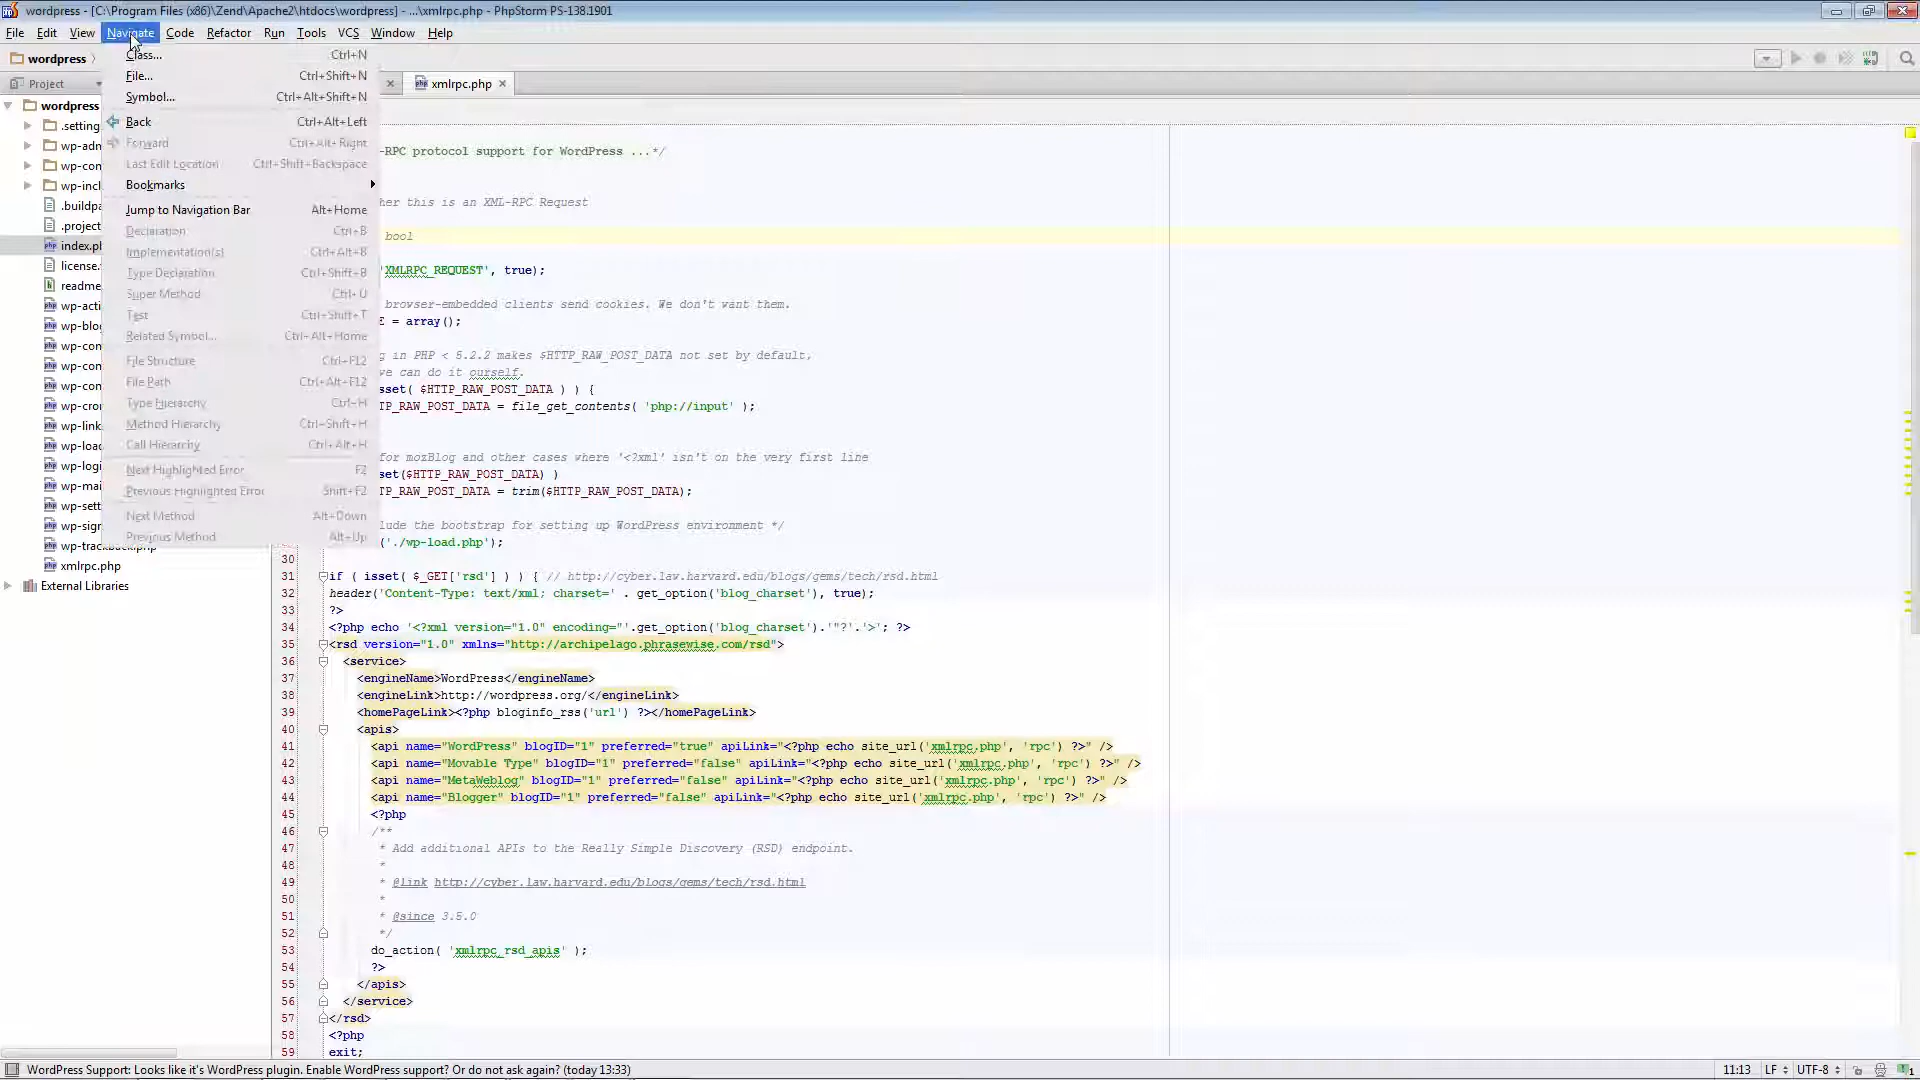 wordpress - [C:\Program Files (x86)\Zend\Apache2\htdocs\wordpress] - ...\xmlrpc.php - PhpStorm PS-138.1901
File Edit View Navigate Code Refactor Run Tools VCS Window Help
wordpress
Project
xmlrpc.php
Class... Ctrl+N
File... Ctrl+Shift+N
Symbol... Ctrl+Alt+Shift+N
Back Ctrl+Alt+Left
Forward Ctrl+Alt+Right
Last Edit Location Ctrl+Shift+Backspace
Bookmarks
Jump to Navigation Bar Alt+Home
Declaration Ctrl+B
Implementation(s) Ctrl+Alt+B
Type Declaration Ctrl+Shift+B
Super Method Ctrl+U
Test Ctrl+Shift+T
Related Symbol... Ctrl+Alt+Home
File Structure Ctrl+F12
File Path Ctrl+Alt+F12
Type Hierarchy Ctrl+H
Method Hierarchy Ctrl+Shift+H
Call Hierarchy Ctrl+Alt+H
Next Highlighted Error F2
Previous Highlighted Error Shift+F2
Next Method Alt+Down
Previous Method Alt+Up
wordpress
.setting
wp-adm
wp-con
wp-incl
.buildpa
.project
index.ph
license.
readme
wp-acti
wp-blog
wp-con
wp-con
wp-con
wp-cron
wp-link
wp-load
wp-logi
wp-mai
wp-sett
wp-sign
wp-trackback.php
xmlrpc.php
External Libraries
-RPC protocol support for WordPress ...*/
her this is an XML-RPC Request
bool
'XMLRPC_REQUEST', true);
browser-embedded clients send cookies. We don't want them.
E = array();
g in PHP < 5.2.2 makes $HTTP_RAW_POST_DATA not set by default,
we can do it ourself.
sset( $HTTP_RAW_POST_DATA ) ) {
TP_RAW_POST_DATA = file_get_contents( 'php://input' );
for mozBlog and other cases where '<?xml' isn't on the very first line
set($HTTP_RAW_POST_DATA) )
TP_RAW_POST_DATA = trim($HTTP_RAW_POST_DATA);
lude the bootstrap for setting up WordPress environment */
('./wp-load.php');
30
31 if ( isset( $_GET['rsd'] ) ) { // http://cyber.law.harvard.edu/blogs/gems/tech/rsd.html
32 header('Content-Type: text/xml; charset=' . get_option('blog_charset'), true);
33 ?>
34 <?php echo '<?xml version="1.0" encoding="'.get_option('blog_charset').'"?'.'>'; ?>
35 <rsd version="1.0" xmlns="http://archipelago.phrasewise.com/rsd">
36 <service>
37 <engineName>WordPress</engineName>
38 <engineLink>http://wordpress.org/</engineLink>
39 <homePageLink><?php bloginfo_rss('url') ?></homePageLink>
40 <apis>
41 <api name="WordPress" blogID="1" preferred="true" apiLink="<?php echo site_url('xmlrpc.php', 'rpc') ?>" />
42 <api name="Movable Type" blogID="1" preferred="false" apiLink="<?php echo site_url('xmlrpc.php', 'rpc') ?>" />
43 <api name="MetaWeblog" blogID="1" preferred="false" apiLink="<?php echo site_url('xmlrpc.php', 'rpc') ?>" />
44 <api name="Blogger" blogID="1" preferred="false" apiLink="<?php echo site_url('xmlrpc.php', 'rpc') ?>" />
45 <?php
46 /**
47 * Add additional APIs to the Really Simple Discovery (RSD) endpoint.
48 *
49 * @link http://cyber.law.harvard.edu/blogs/gems/tech/rsd.html
50 *
51 * @since 3.5.0
52 */
53 do_action( 'xmlrpc_rsd_apis' );
54 ?>
55 </apis>
56 </service>
57 </rsd>
58 <?php
59 exit;
WordPress Support: Looks like it's WordPress plugin. Enable WordPress support? Or do not ask again? (today 13:33) 11:13 LF UTF-8 1